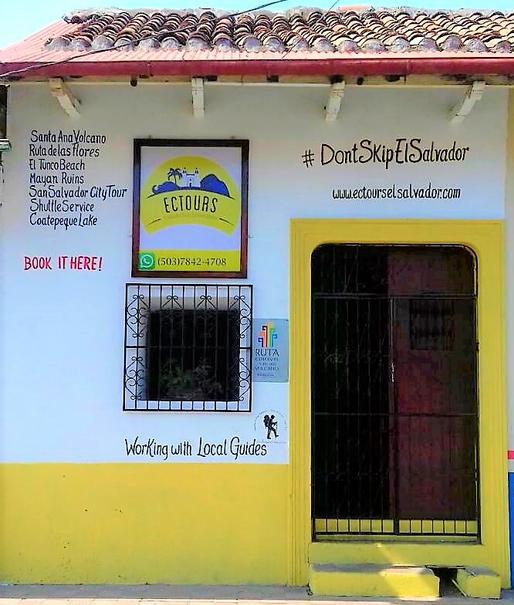 Santa Ana Volcano
Ruta de las Flores
El Tunco Beach
Mayan Ruins
San Salvador City Tour
Shuttle Service
Coatepeque Lake
BOOK IT HERE!
ECTOURS
(503)7842-4708
# DontSkipElSalvador
www.ectourselsalvador.com
RUTA
Working with Local Guides